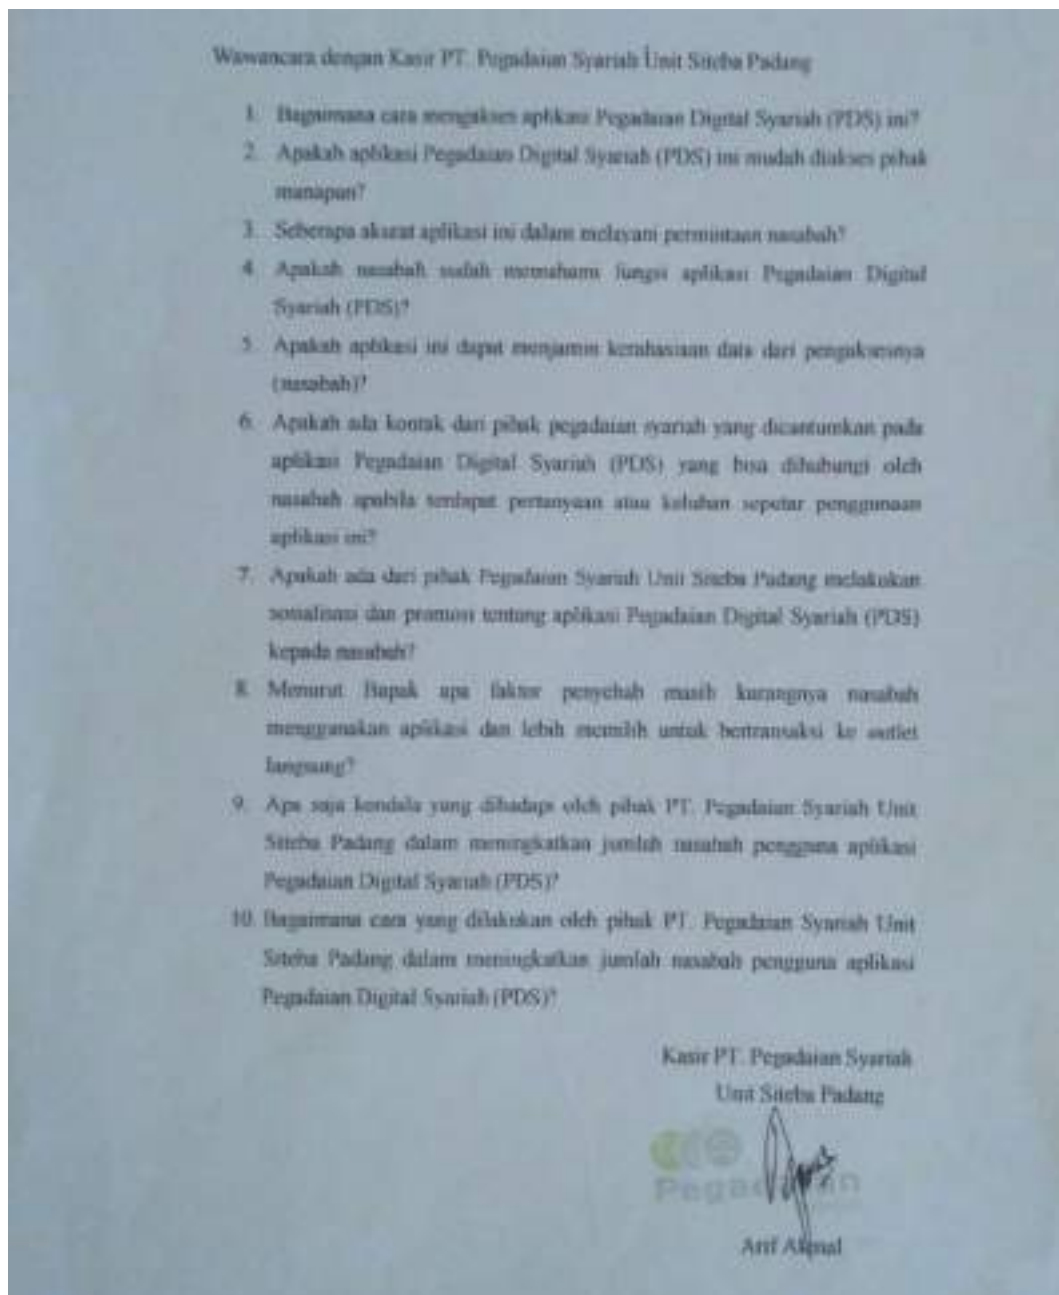 Wawancara dengan Kasir PT. Pegadaian Syariah Unit Siteba Padang
1. Bagaimana cara mengakses aplikasi Pegadaian Digital Syariah (PDS) ini?
2. Apakah aplikasi Pegadaian Digital Syariah (PDS) ini mudah diakses pihak
manapun?
3. Seberapa akurat aplikasi ini dalam melayani permintaan nasabah?
4. Apakah nasabah sudah memahami fungsi aplikasi Pegadaian Digital
Syariah (PDS)?
5. Apakah aplikasi ini dapat menjamin kerahasiaan data dari pengaksesnya
(nasabah)?
6. Apakah ada kontak dari pihak pegadaian syariah yang dicantumkan pada
aplikasi Pegadaian Digital Syariah (PDS) yang bisa dihubungi oleh
nasabah apabila terdapat pertanyaan atau keluhan seputar penggunaan
aplikasi ini?
7. Apakah ada dari pihak Pegadaian Syariah Unit Siteba Padang melakukan
sosialisasi dan promosi tentang aplikasi Pegadaian Digital Syariah (PDS)
kepada nasabah?
8. Menurut Bapak apa faktor penyebab masih kurangnya nasabah
menggunakan aplikasi dan lebih memilih untuk bertransaksi ke outlet
langsung?
9. Apa saja kendala yang dihadapi oleh pihak PT. Pegadaian Syariah Unit
Siteba Padang dalam meningkatkan jumlah nasabah pengguna aplikasi
Pegadaian Digital Syariah (PDS)?
10. Bagaimana cara yang dilakukan oleh pihak PT. Pegadaian Syariah Unit
Siteba Padang dalam meningkatkan jumlah nasabah pengguna aplikasi
Pegadaian Digital Syariah (PDS)?
Kasir PT. Pegadaian Syariah
Unit Siteba Padang
Pegadaian
Arif Akmal